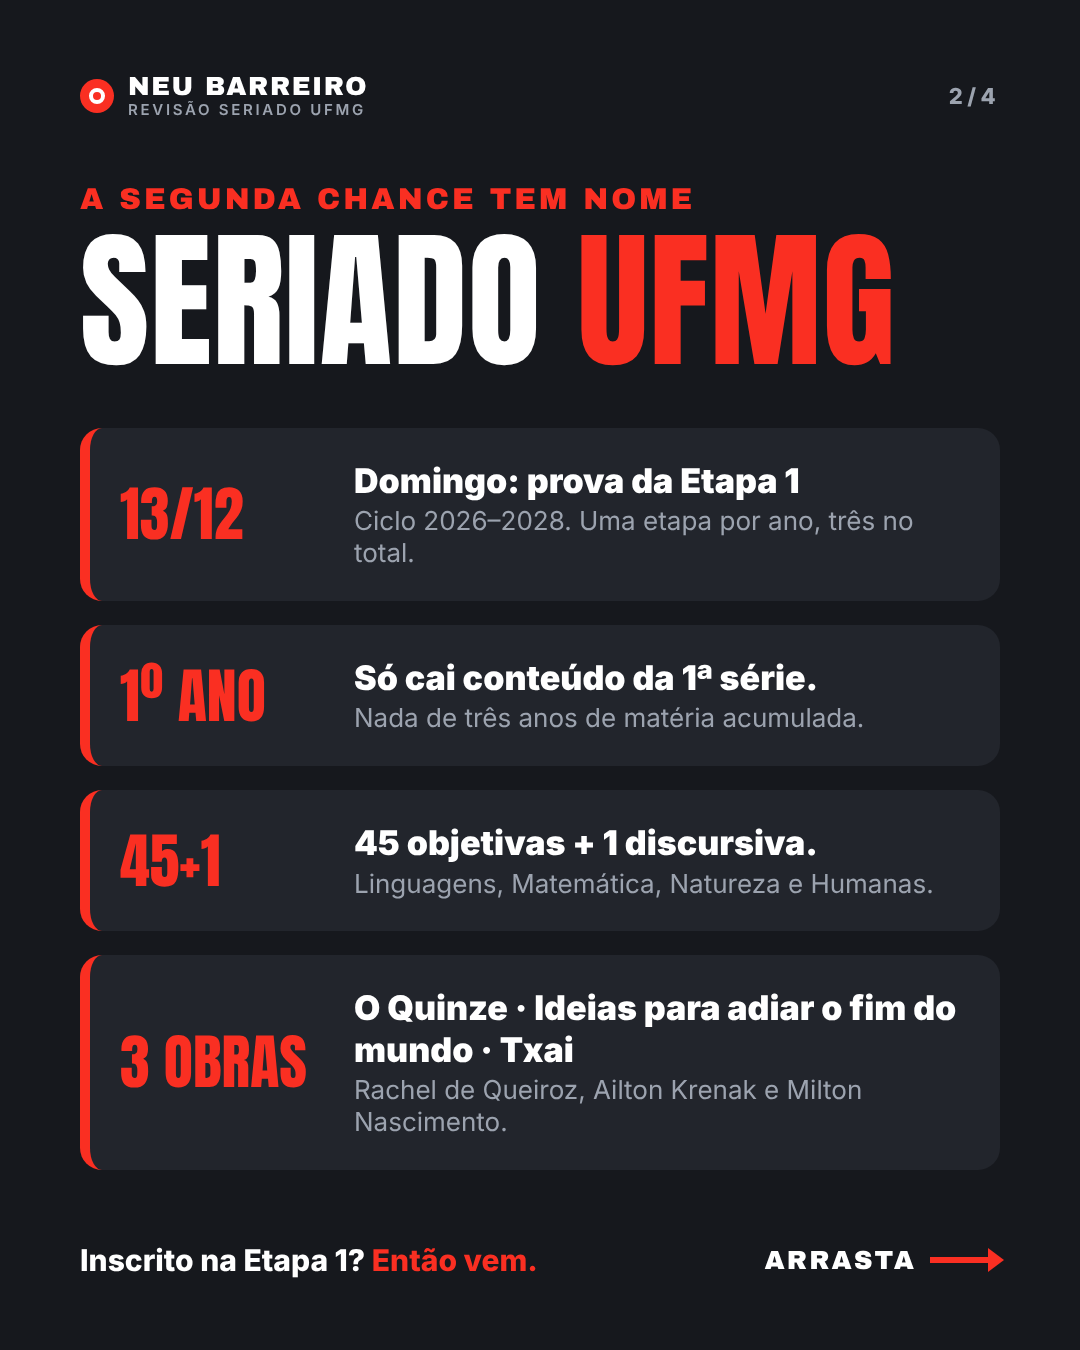 NEU BARREIRO
REVISÃO SERIADO UFMG
2 / 4
A SEGUNDA CHANCE TEM NOME
SERIADO UFMG
13/12
Domingo: prova da Etapa 1
Ciclo 2026–2028. Uma etapa por ano, três no
total.
1º ANO
Só cai conteúdo da 1ª série.
Nada de três anos de matéria acumulada.
45+1
45 objetivas + 1 discursiva.
Linguagens, Matemática, Natureza e Humanas.
3 OBRAS
O Quinze · Ideias para adiar o fim do
mundo · Txai
Rachel de Queiroz, Ailton Krenak e Milton
Nascimento.
Inscrito na Etapa 1? Então vem.
ARRASTA